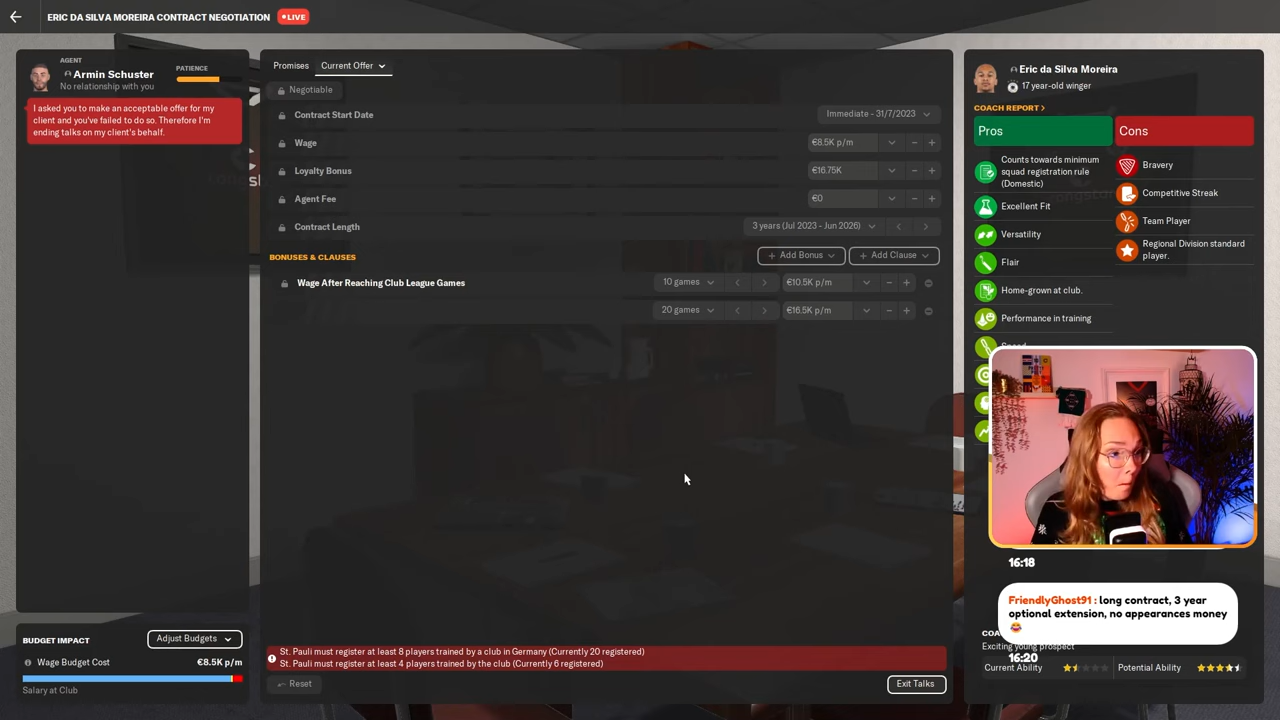 ERIC DA SILVA MOREIRA CONTRACT NEGOTIATION
LIVE
AGENT
Armin Schuster
No relationship with you
PATIENCE
I asked you to make an acceptable offer for my
client and you've failed to do so. Therefore I'm
ending talks on my client's behalf.
BUDGET IMPACT
Adjust Budgets
Wage Budget Cost
€8.5K p/m
Salary at Club
Promises
Current Offer
Negotiable
Contract Start Date
Immediate - 31/7/2023
Wage
€8.5K p/m
Loyalty Bonus
€16.75K
Agent Fee
€0
Contract Length
3 years (Jul 2023 - Jun 2026)
BONUSES & CLAUSES
+ Add Bonus
+ Add Clause
Wage After Reaching Club League Games
10 games
€10.5K p/m
20 games
€16.5K p/m
St. Pauli must register at least 8 players trained by a club in Germany (Currently 20 registered)
St. Pauli must register at least 4 players trained by the club (Currently 6 registered)
Reset
Exit Talks
Eric da Silva Moreira
17 year-old winger
COACH REPORT
Pros
Cons
Counts towards minimum
squad registration rule
(Domestic)
Excellent Fit
Versatility
Flair
Home-grown at club.
Performance in training
Speed
Bravery
Competitive Streak
Team Player
Regional Division standard
player.
16:18
FriendlyGhost91 : long contract, 3 year
optional extension, no appearances money
😂
COA
Exciting young prospect
16:20
Current Ability
Potential Ability